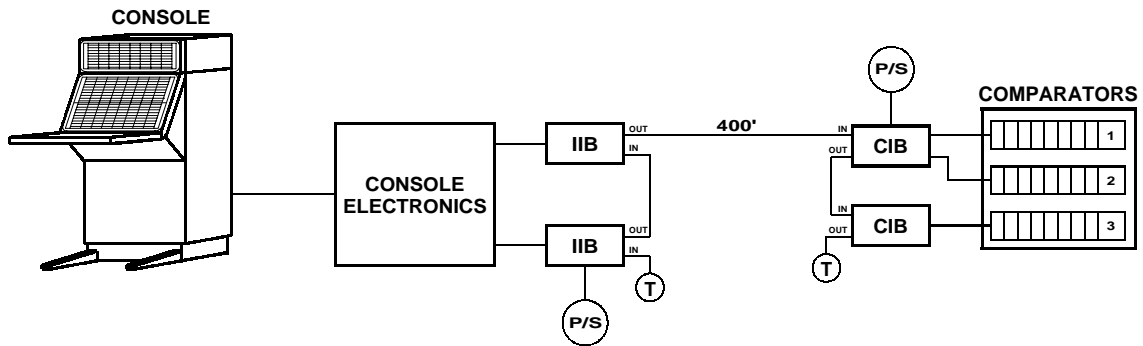 CONSOLE
CONSOLE
ELECTRONICS
IIB
OUT
IN
IIB
OUT
IN
T
P/S
400'
P/S
IN
OUT
CIB
IN
OUT
CIB
T
COMPARATORS
1
2
3